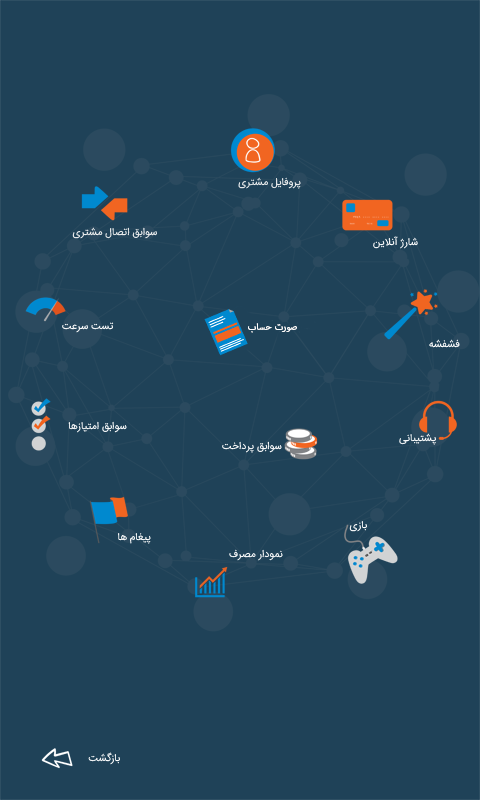 پروفایل مشتری
سوابق اتصال مشتری
شارژ آنلاین
تست سرعت
صورت حساب
فشفشه
سوابق امتیازها
پشتیبانی
سوابق پرداخت
بازی
پیغام ها
نمودار مصرف
بازگشت